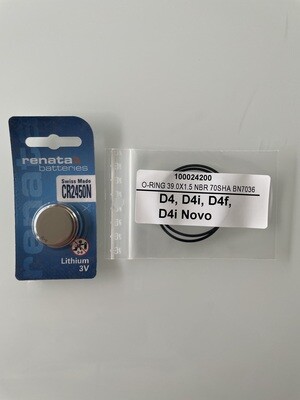 renata
batteries
Swiss Made
CR2450N
Lithium
3V
100024200
O-RING 39.0X1.5 NBR 70SHA BN7036
D4, D4i, D4f,
D4i Novo